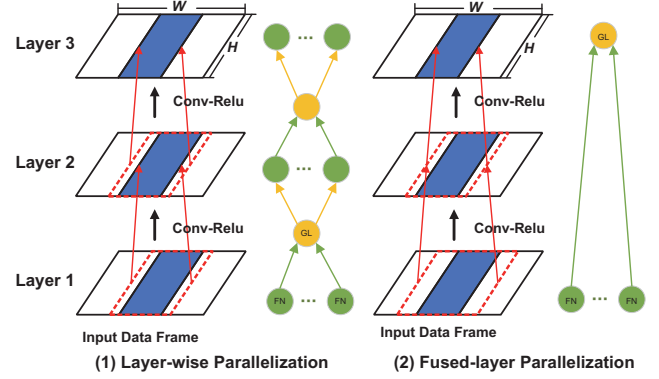 W
W
Layer 3
H
...
H
GL
Conv-Relu
Conv-Relu
Layer 2
...
Conv-Relu
GL
Conv-Relu
Layer 1
FN
...
FN
FN
...
FN
Input Data Frame
Input Data Frame
(1) Layer-wise Parallelization
(2) Fused-layer Parallelization